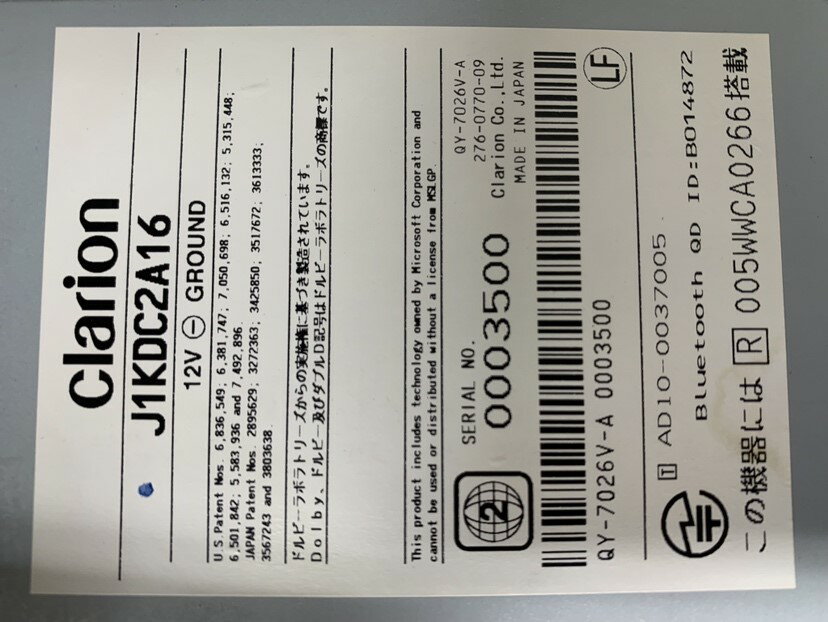 Clarion
J1KDC2A16
12V ⊖ GROUND
U.S.Patent Nos. 6,836,549; 6,381,747; 7,050,698; 6,516,132; 5,315,448;
6,501,842; 5,583,936 and 7,492,896.
JAPAN Patent Nos. 2895629; 3272363; 3425850; 3517672; 3613333;
3567243 and 3803638
ドルビーラボラトリーズからの実施権に基づき製造されています。
Dolby、ドルビー及びダブルD記号はドルビーラボラトリーズの商標です。
This product includes technology owned by Microsoft Corporation and
cannot be used or distributed without a license from MSLGP.
QY-7026V-A
276-0770-09
Clarion Co.,Ltd.
MADE IN JAPAN
LF
SERIAL NO.
0003500
2
QY-7026V-A 0003500
T AD10-0037005
Bluetooth QD ID:B014872
この機器には R 005WWCA0266搭載